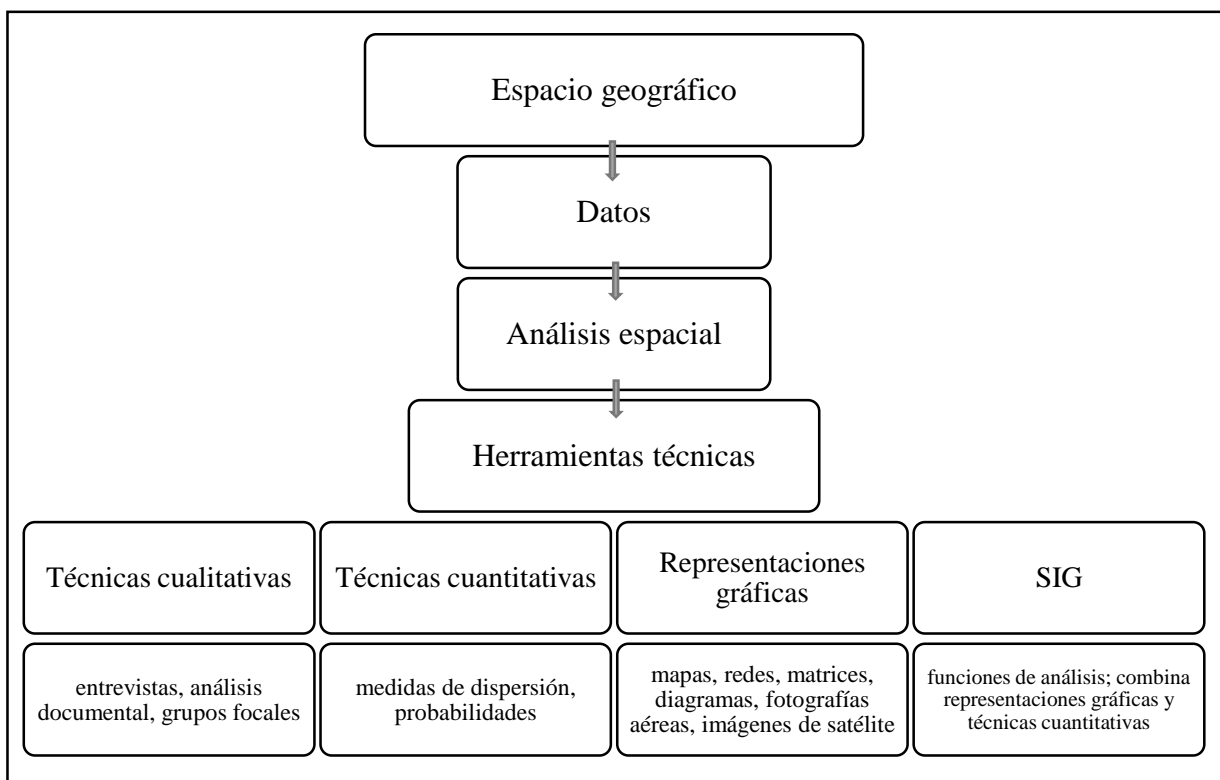 Espacio geográfico
Datos
Análisis espacial
Herramientas técnicas
Técnicas cualitativas
Técnicas cuantitativas
Representaciones
gráficas
SIG
entrevistas, análisis
documental, grupos focales
medidas de dispersión,
probabilidades
mapas, redes, matrices,
diagramas, fotografías
aéreas, imágenes de satélite
funciones de análisis; combina
representaciones gráficas y
técnicas cuantitativas